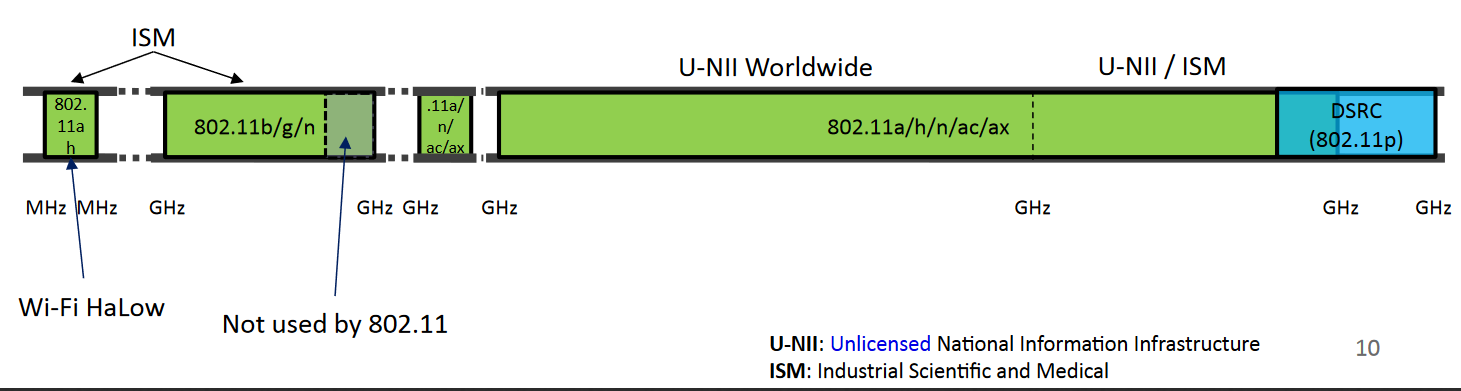 ISM
U-NII Worldwide
U-NII / ISM
802.
11a
h
802.11b/g/n
.11a/
n/
ac/ax
802.11a/h/n/ac/ax
DSRC
(802.11p)
MHz MHz GHz GHz GHz GHz GHz GHz GHz
Wi-Fi HaLow
Not used by 802.11
U-NII: Unlicensed National Information Infrastructure
ISM: Industrial Scientific and Medical
10